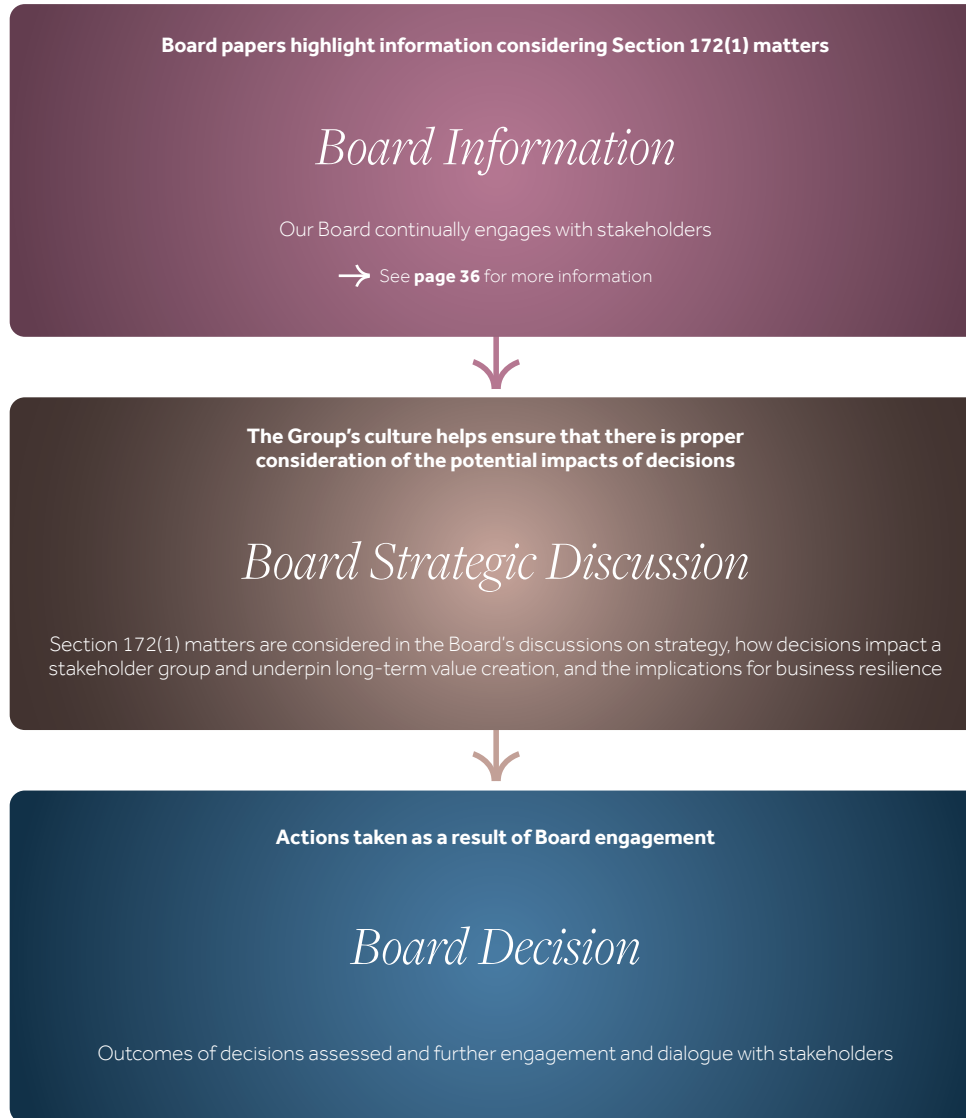 Board papers highlight information considering Section 172(1) matters
Board Information
Our Board continually engages with stakeholders
See page 36 for more information
The Group’s culture helps ensure that there is proper
consideration of the potential impacts of decisions
Board Strategic Discussion
Section 172(1) matters are considered in the Board’s discussions on strategy, how decisions impact a
stakeholder group and underpin long-term value creation, and the implications for business resilience
Actions taken as a result of Board engagement
Board Decision
Outcomes of decisions assessed and further engagement and dialogue with stakeholders